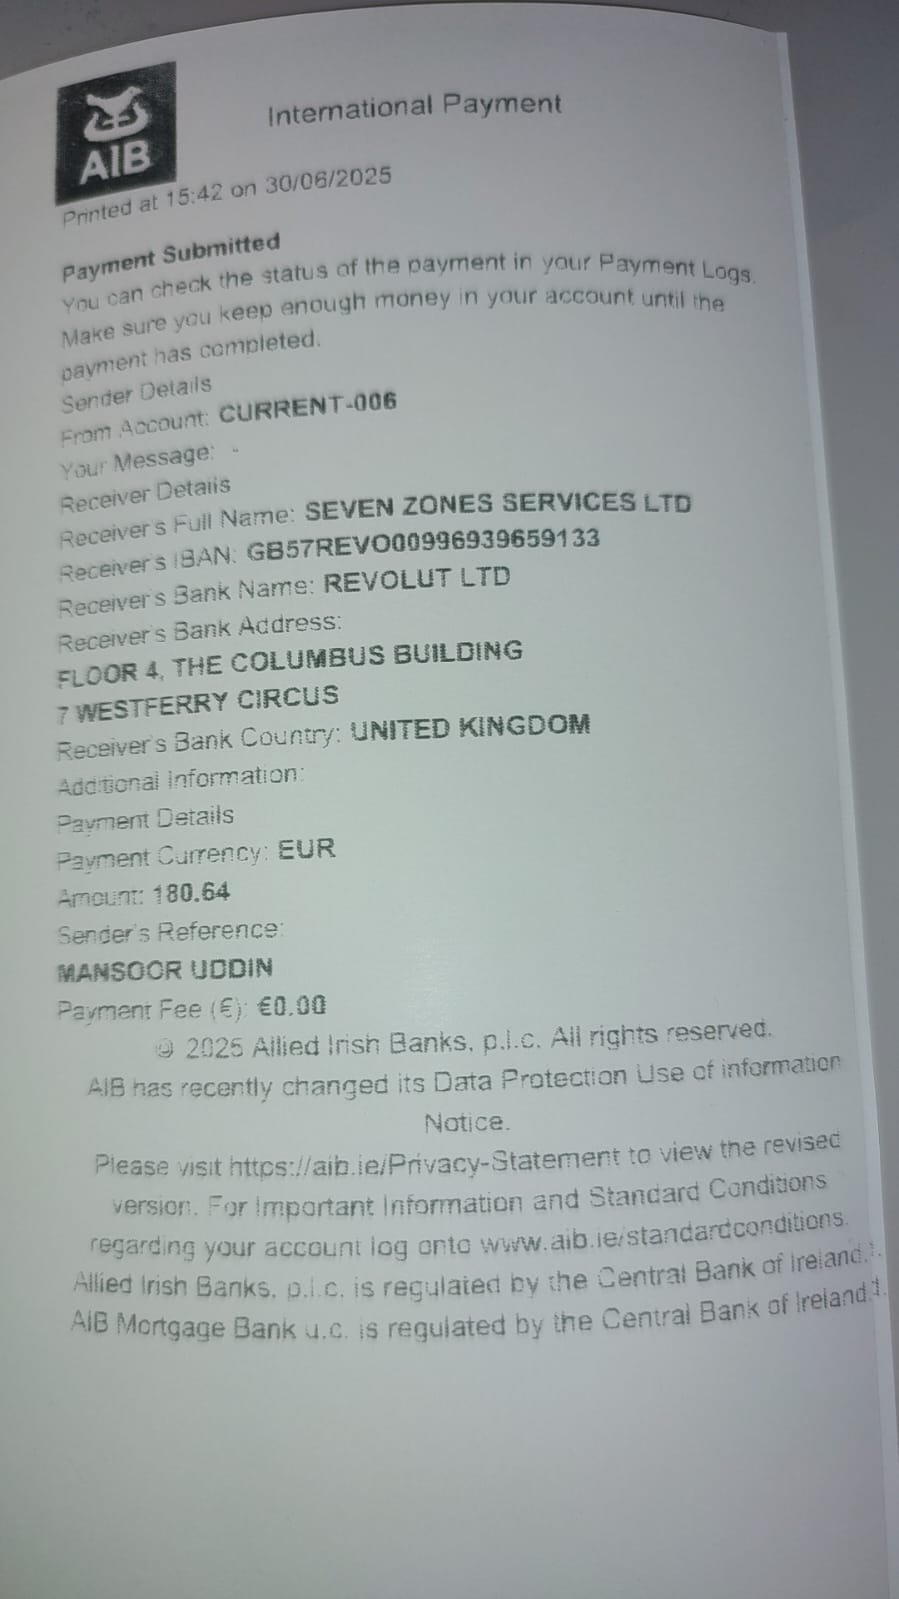 AIB
International Payment
Printed at 15:42 on 30/06/2025
Payment Submitted
You can check the status of the payment in your Payment Logs.
Make sure you keep enough money in your account until the
payment has completed.
Sender Details
From Account: CURRENT-006
Your Message: -
Receiver Details
Receiver's Full Name: SEVEN ZONES SERVICES LTD
Receiver's IBAN: GB57REVO00996939659133
Receiver's Bank Name: REVOLUT LTD
Receiver's Bank Address:
FLOOR 4, THE COLUMBUS BUILDING
7 WESTFERRY CIRCUS
Receiver's Bank Country: UNITED KINGDOM
Additional Information:
Payment Details
Payment Currency: EUR
Amount: 180.64
Sender's Reference:
MANSOOR UDDIN
Payment Fee (€): €0.00
© 2025 Allied Irish Banks, p.l.c. All rights reserved.
AIB has recently changed its Data Protection Use of information
Notice.
Please visit https://aib.ie/Privacy-Statement to view the revised
version. For Important Information and Standard Conditions
regarding your account log onto www.aib.ie/standardconditions.
Allied Irish Banks, p.l.c. is regulated by the Central Bank of Ireland.1.
AIB Mortgage Bank u.c. is regulated by the Central Bank of Ireland.1.